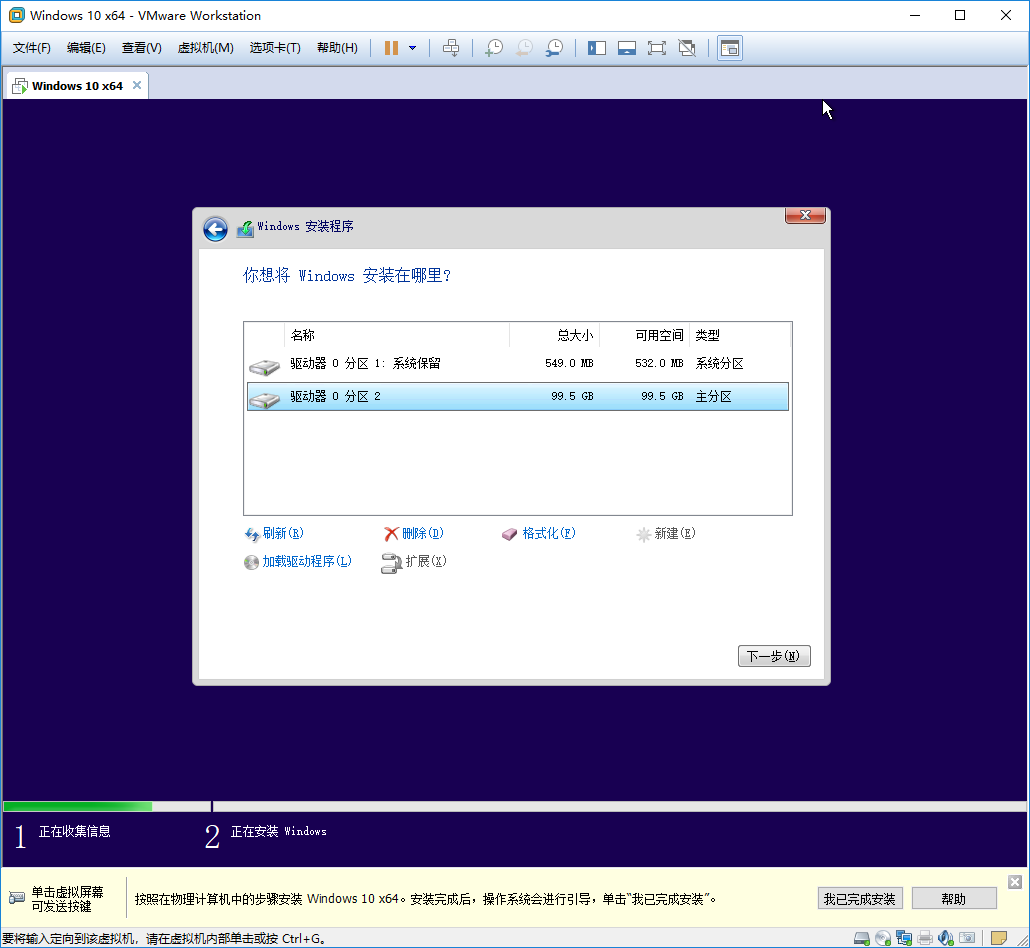 Windows 10 x64 - VMware Workstation
文件(F) 编辑(E) 查看(V) 虚拟机(M) 选项卡(T) 帮助(H)
Windows 10 x64
Windows 安装程序
你想将 Windows 安装在哪里?
名称 总大小 可用空间 类型
驱动器 0 分区 1: 系统保留 549.0 MB 532.0 MB 系统分区
驱动器 0 分区 2 99.5 GB 99.5 GB 主分区
刷新(R) 删除(D) 格式化(F) 新建(E)
加载驱动程序(L) 扩展(X)
下一步(N)
1 正在收集信息 2 正在安装 Windows
单击虚拟屏幕
可发送按键
按照在物理计算机中的步骤安装 Windows 10 x64。安装完成后，操作系统会进行引导，单击“我已完成安装”。
我已完成安装 帮助
要将输入定向到该虚拟机，请在虚拟机内部单击或按 Ctrl+G。